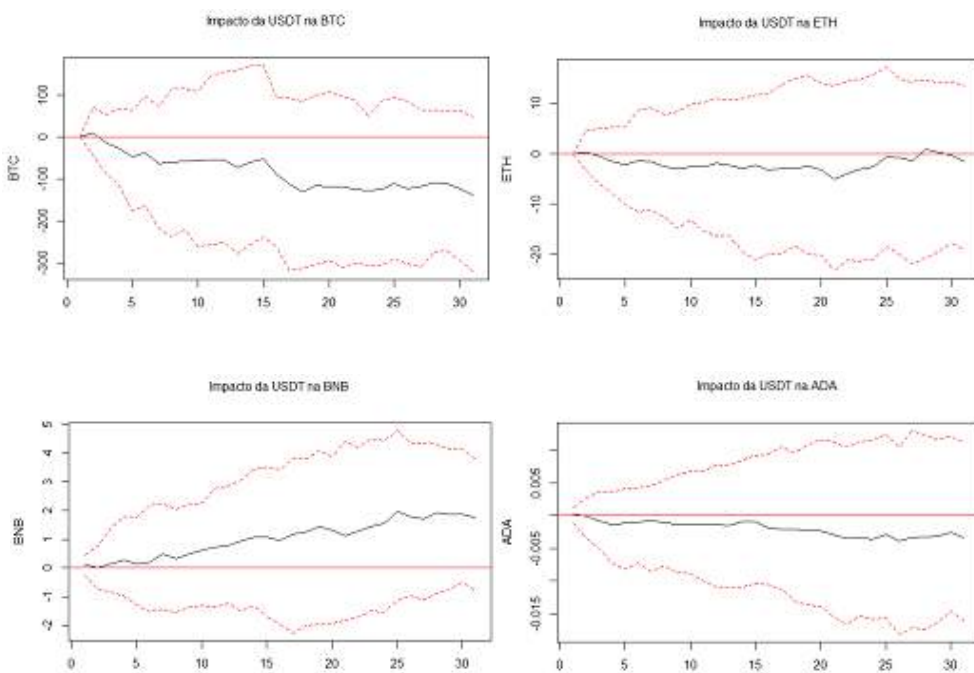 Impacto da USDT na BTC
BTC
100
0
-100
-200
-300
0 5 10 15 20 25 30
Impacto da USDT na ETH
ETH
10
0
-10
-20
0 5 10 15 20 25 30
Impacto da USDT na BNB
BNB
5
4
3
2
1
0
-1
-2
0 5 10 15 20 25 30
Impacto da USDT na ADA
ADA
0.005
-0.005
-0.015
0 5 10 15 20 25 30